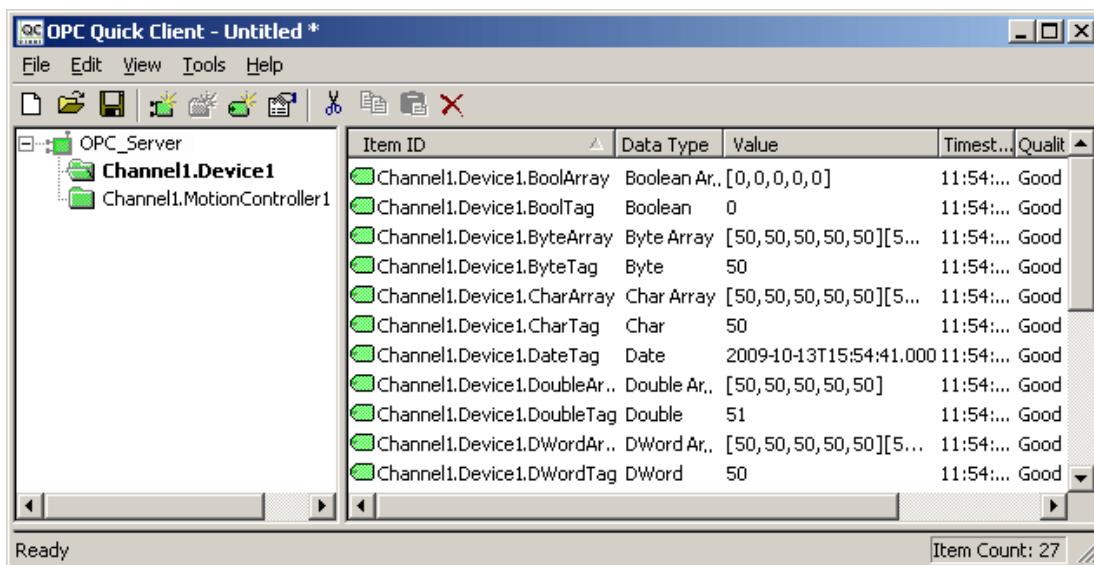 OPC Quick Client - Untitled *
File Edit View Tools Help
OPC_Server
Channel1.Device1
Channel1.MotionController1
Item ID Data Type Value Timest... Qualit
Channel1.Device1.BoolArray Boolean Ar.. [0,0,0,0,0] 11:54:... Good
Channel1.Device1.BoolTag Boolean 0 11:54:... Good
Channel1.Device1.ByteArray Byte Array [50,50,50,50,50][5... 11:54:... Good
Channel1.Device1.ByteTag Byte 50 11:54:... Good
Channel1.Device1.CharArray Char Array [50,50,50,50,50][5... 11:54:... Good
Channel1.Device1.CharTag Char 50 11:54:... Good
Channel1.Device1.DateTag Date 2009-10-13T15:54:41.000 11:54:... Good
Channel1.Device1.DoubleAr.. Double Ar.. [50,50,50,50,50] 11:54:... Good
Channel1.Device1.DoubleTag Double 51 11:54:... Good
Channel1.Device1.DWordAr.. DWord Ar.. [50,50,50,50,50][5... 11:54:... Good
Channel1.Device1.DWordTag DWord 50 11:54:... Good
Ready Item Count: 27